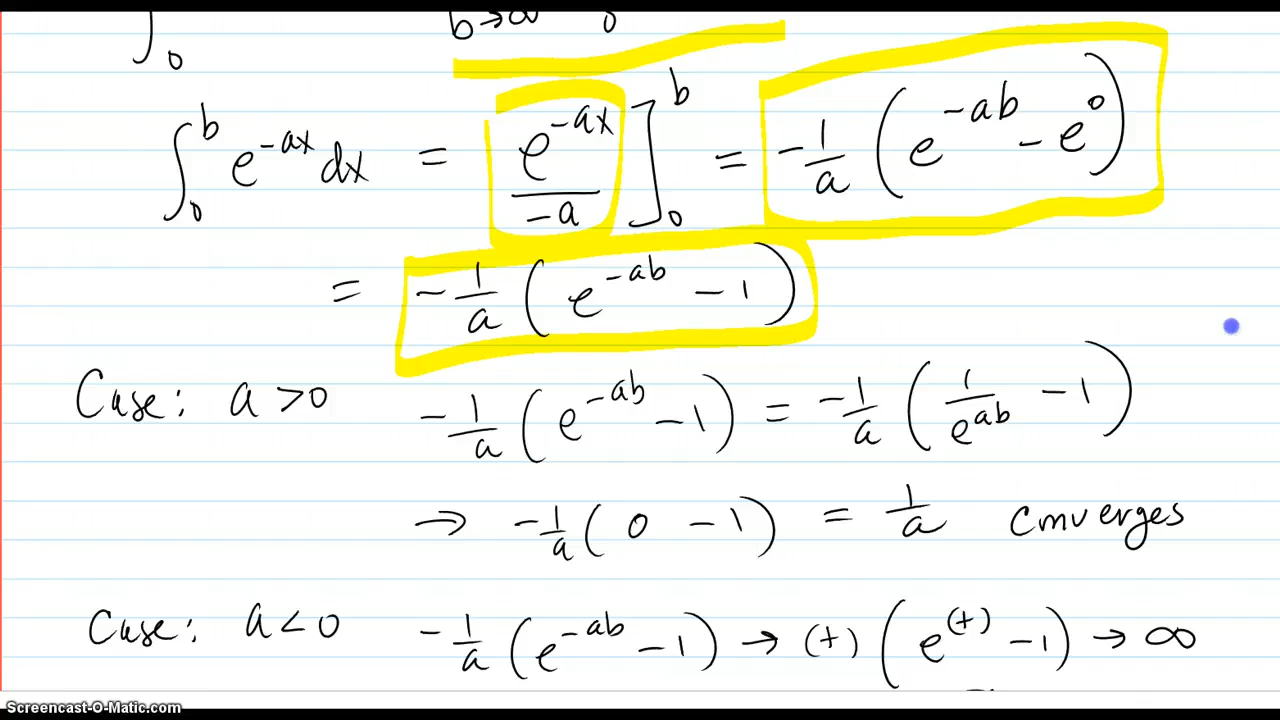 ∫₀ b→∞ 0
∫₀ᵇ e^{-ax} dx = e^{-ax}/-a ]₀ᵇ = -1/a ( e^{-ab} - e⁰ )
= -1/a ( e^{-ab} - 1 )
Case: a > 0 -1/a ( e^{-ab} - 1 ) = -1/a ( 1/e^{ab} - 1 )
→ -1/a ( 0 - 1 ) = 1/a converges
Case: a < 0 -1/a ( e^{-ab} - 1 ) → (+) ( e^{(+)} - 1 ) → ∞
Screencast-O-Matic.com